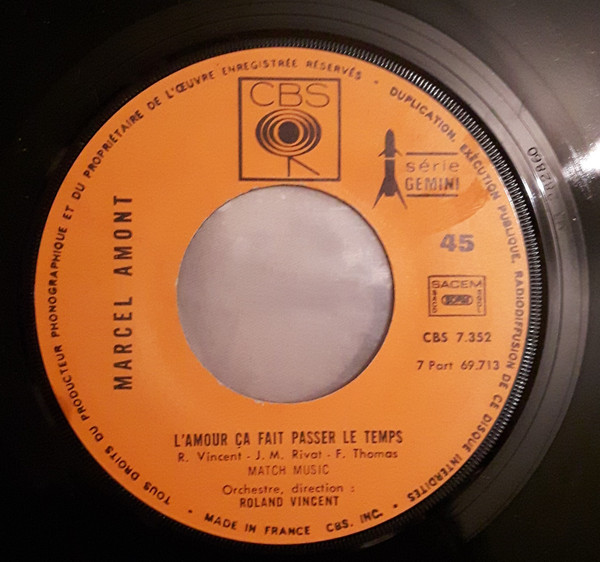 TOUS DROITS DU PRODUCTEUR PHONOGRAPHIQUE ET DU PROPRIÉTAIRE DE L'ŒUVRE ENREGISTRÉE RÉSERVÉS • DUPLICATION, EXÉCUTION PUBLIQUE, RADIODIFFUSION DE CE DISQUE INTERDITES •
CBS
série
GEMINI
45
SACEM
CBS 7.352
7 Part 69.713
MARCEL AMONT
L'AMOUR ÇA FAIT PASSER LE TEMPS
R. Vincent - J. M. Rivat - F. Thomas
MATCH MUSIC
Orchestre, direction :
ROLAND VINCENT
• MADE IN FRANCE CBS. INC. •